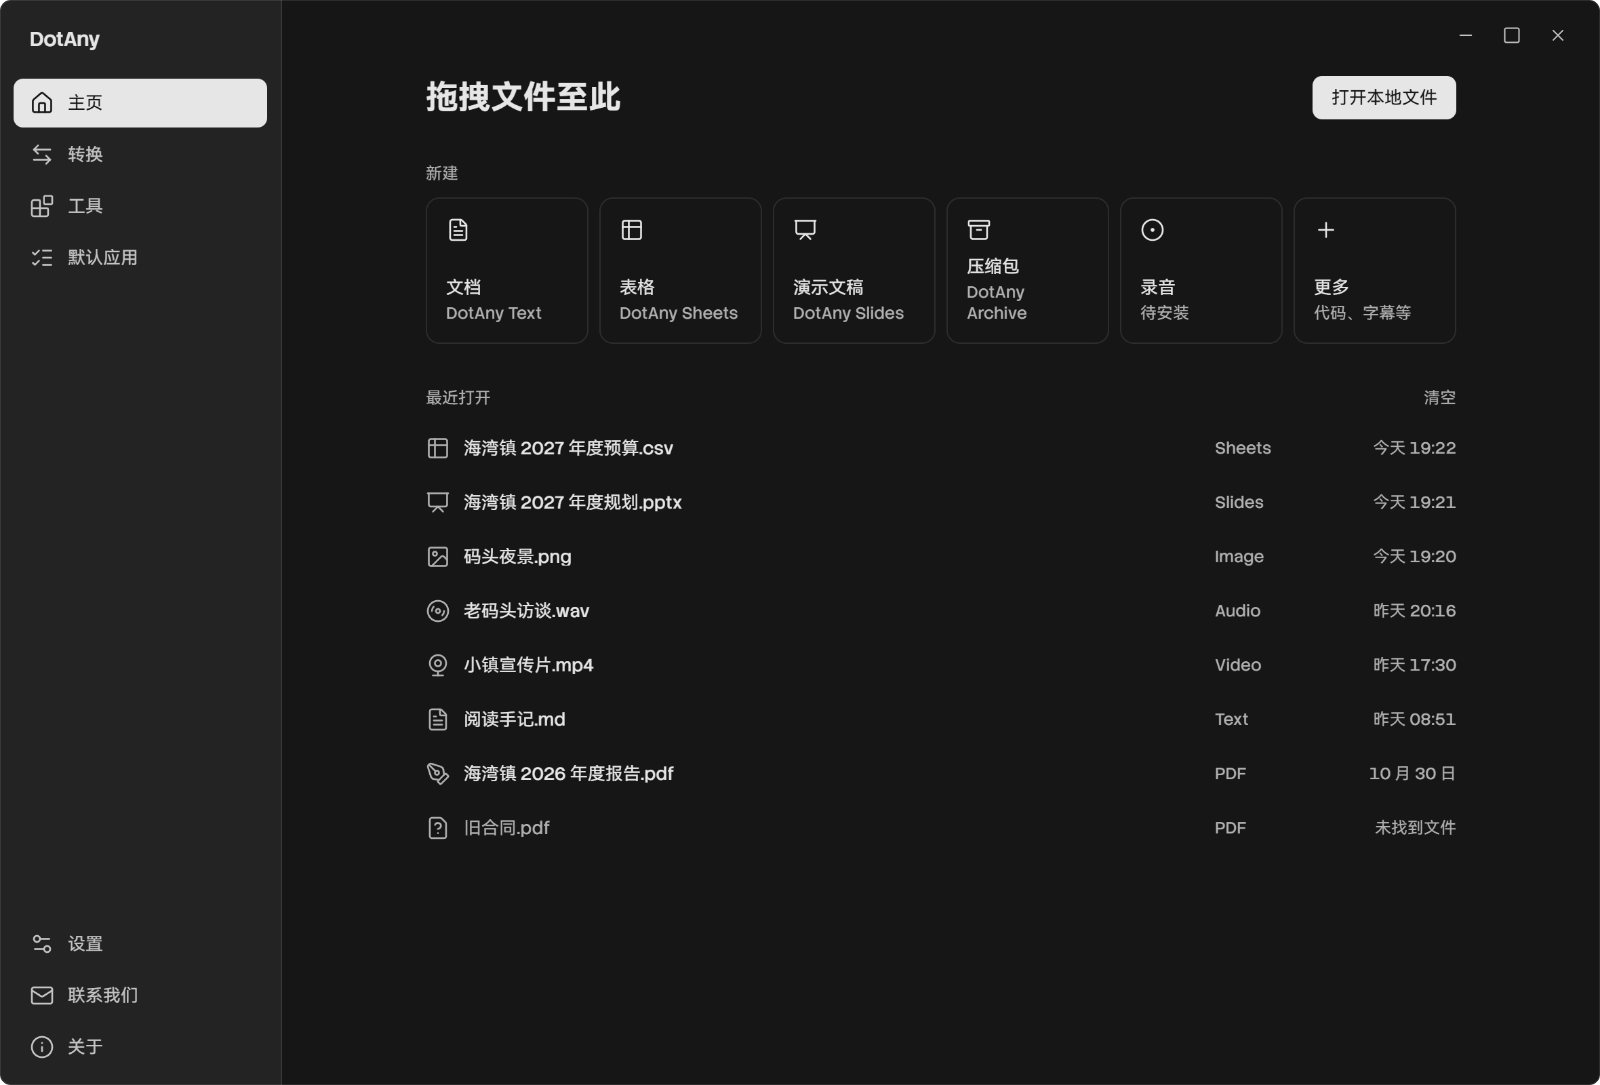 DotAny
主页
转换
工具
默认应用
设置
联系我们
关于
拖拽文件至此
打开本地文件
新建
文档
DotAny Text
表格
DotAny Sheets
演示文稿
DotAny Slides
压缩包
DotAny
Archive
录音
待安装
更多
代码、字幕等
最近打开 清空
海湾镇 2027 年度预算.csv Sheets 今天 19:22
海湾镇 2027 年度规划.pptx Slides 今天 19:21
码头夜景.png Image 今天 19:20
老码头访谈.wav Audio 昨天 20:16
小镇宣传片.mp4 Video 昨天 17:30
阅读手记.md Text 昨天 08:51
海湾镇 2026 年度报告.pdf PDF 10 月 30 日
旧合同.pdf PDF 未找到文件